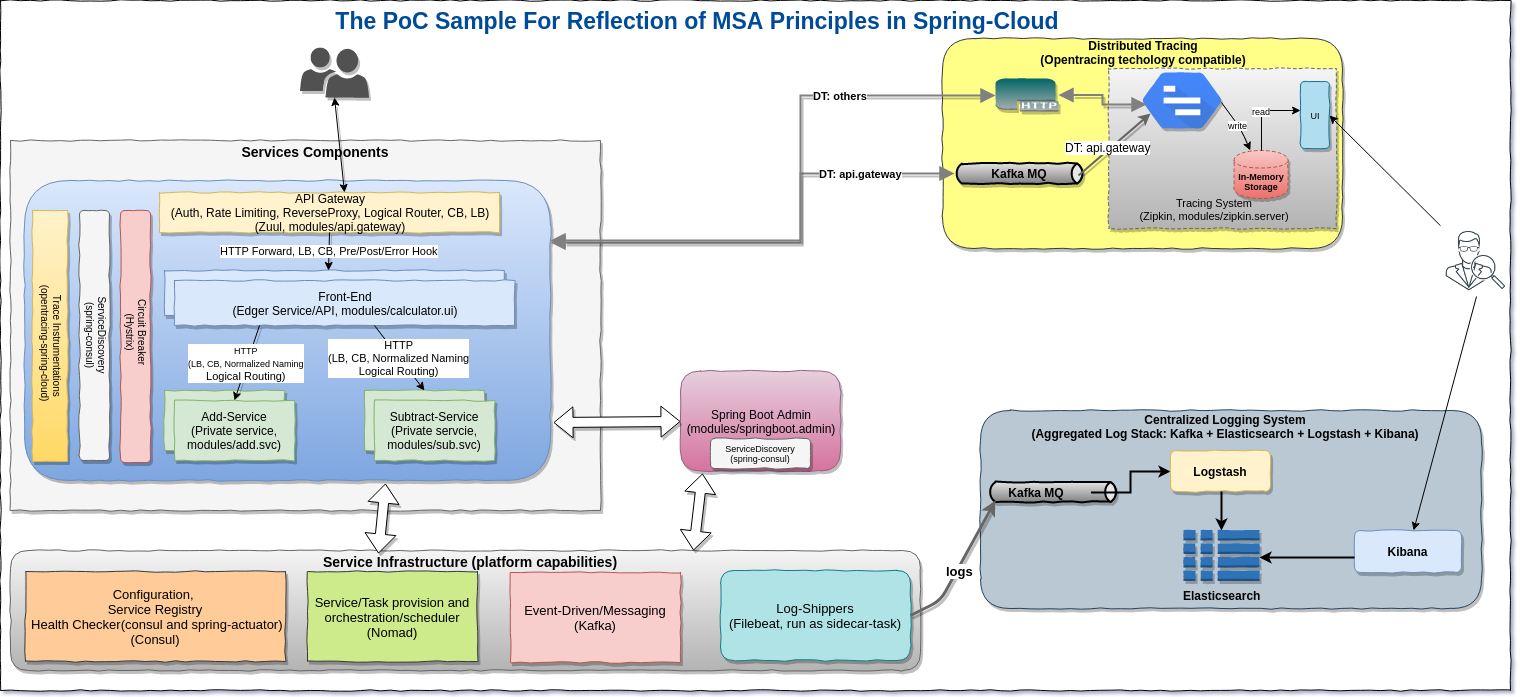 The PoC Sample For Reflection of MSA Principles in Spring-Cloud
Services Components
API Gateway
(Auth, Rate Limiting, ReverseProxy, Logical Router, CB, LB)
(Zuul, modules/api.gateway)
HTTP Forward, LB, CB, Pre/Post/Error Hook
Front-End
(Edger Service/API, modules/calculator.ui)
HTTP
(LB, CB, Normalized Naming
Logical Routing)
HTTP
(LB, CB, Normalized Naming
Logical Routing)
Add-Service
(Private service,
modules/add.svc)
Subtract-Service
(Private servcie,
modules/sub.svc)
Trace Instrumentations
(opentracing-spring-cloud)
ServiceDiscovery
(spring-consul)
Circuit Breaker
(Hystrix)
DT: others
DT: api.gateway
Distributed Tracing
(Opentracing techology compatible)
HTTP
Kafka MQ
DT: api.gateway
write
read
UI
In-Memory
Storage
Tracing System
(Zipkin, modules/zipkin.server)
Spring Boot Admin
(modules/springboot.admin)
ServiceDiscovery
(spring-consul)
Service Infrastructure (platform capabilities)
Configuration,
Service Registry
Health Checker(consul and spring-actuator)
(Consul)
Service/Task provision and
orchestration/scheduler
(Nomad)
Event-Driven/Messaging
(Kafka)
Log-Shippers
(Filebeat, run as sidecar-task)
logs
Centralized Logging System
(Aggregated Log Stack: Kafka + Elasticsearch + Logstash + Kibana)
Kafka MQ
Logstash
Elasticsearch
Kibana